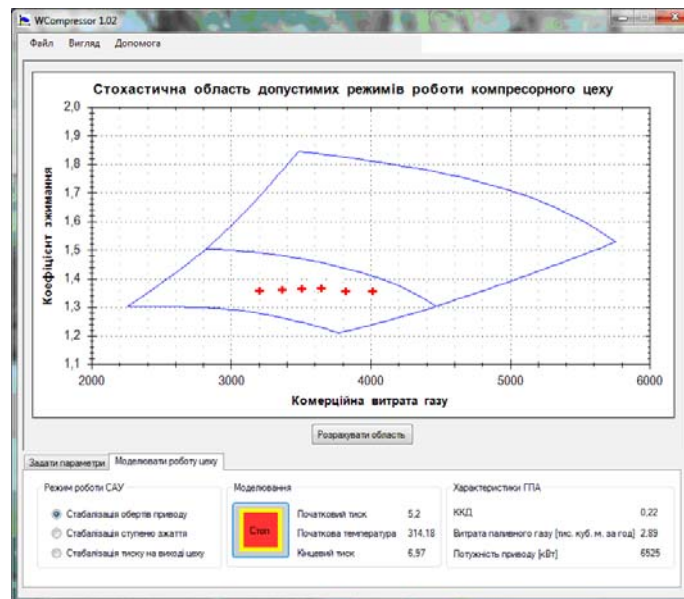 WCompressor 1.02
Файл Вигляд Допомога
Стохастична область допустимих режимів роботи компресорного цеху
Коефіцієнт зжимання
2,0
1,9
1,8
1,7
1,6
1,5
1,4
1,3
1,2
1,1
2000 3000 4000 5000 6000
Комерційна витрата газу
Розрахувати область
Задати параметри Моделювати роботу цеху
Режим роботи САУ
Стабілізація обертів приводу
Стабілізація ступеню зжаття
Стабілізація тиску на виході цеху
Моделювання
Стоп
Початковий тиск 5,2
Початкова температура 314,18
Кінцевий тиск 6,97
Характеристики ГПА
ККД 0,22
Витрата паливного газу [тис. куб. м. за год] 2,89
Потужність приводу [кВт] 6525